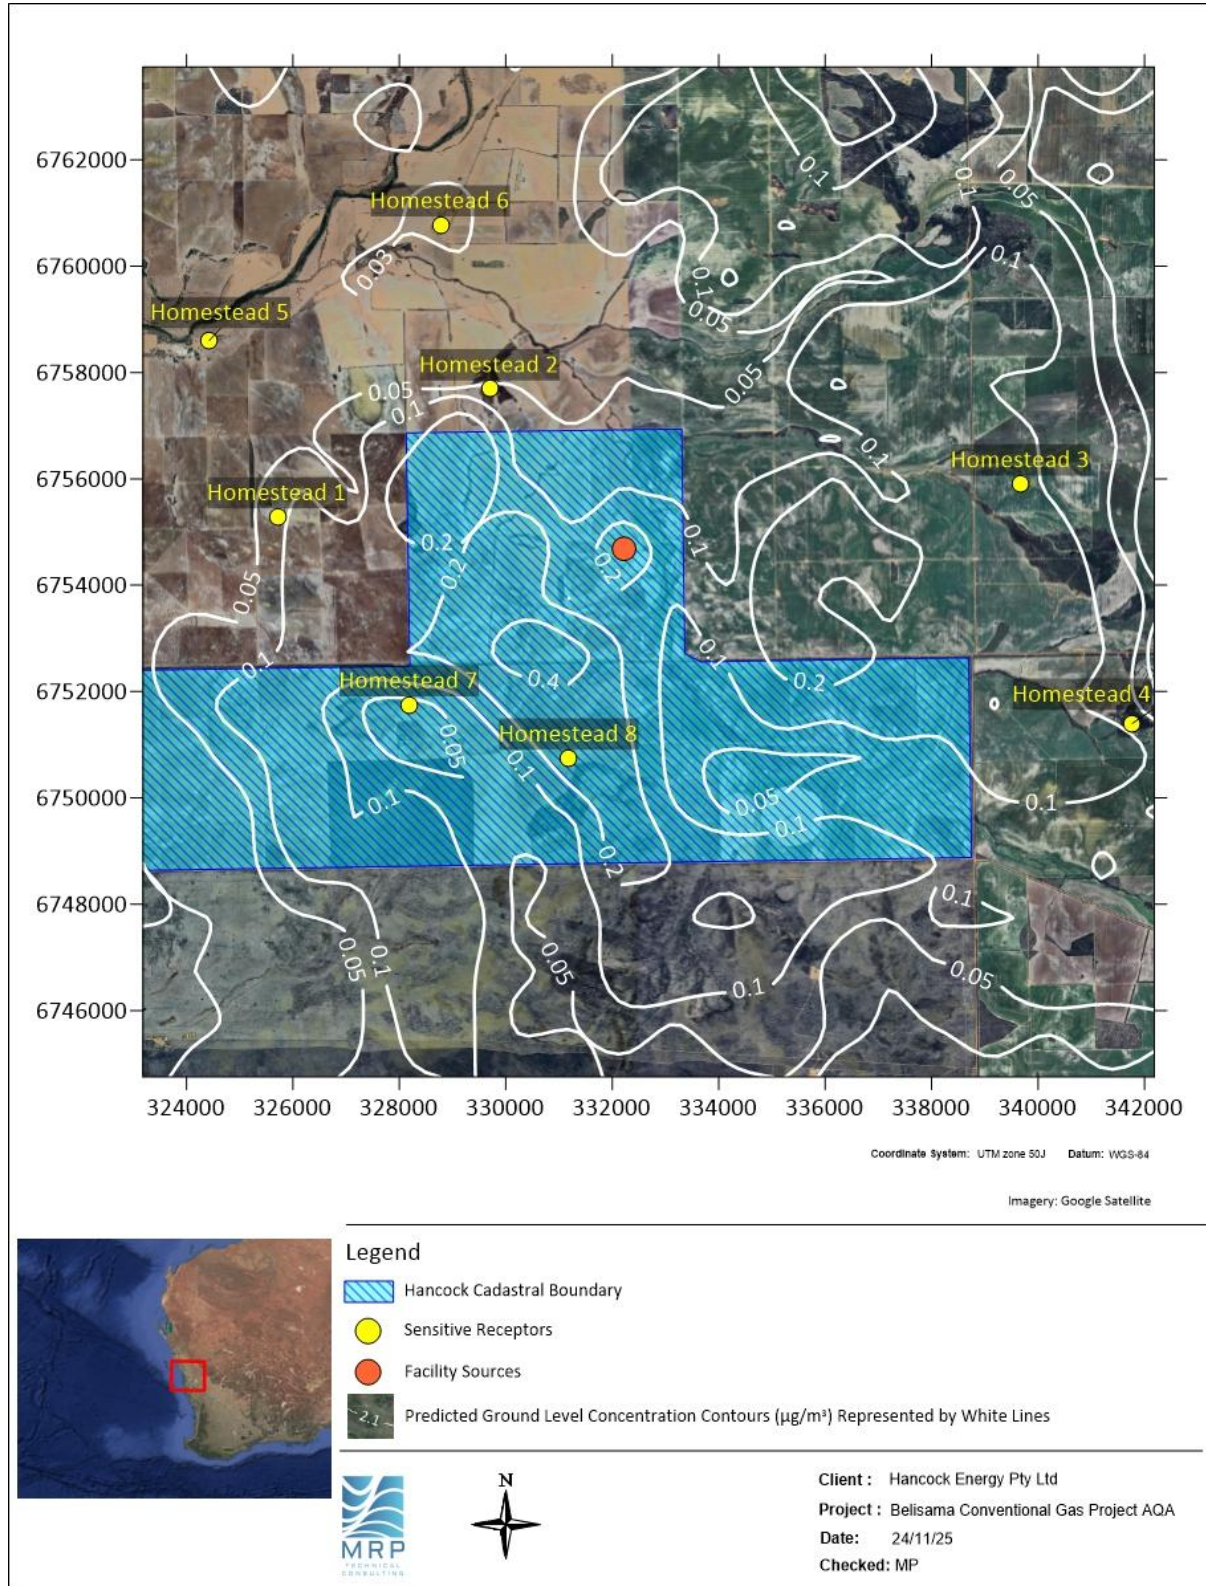 6762000
6760000
6758000
6756000
6754000
6752000
6750000
6748000
6746000
324000 326000 328000 330000 332000 334000 336000 338000 340000 342000
Homestead 6
Homestead 5
Homestead 2
Homestead 3
Homestead 1
Homestead 7
Homestead 4
Homestead 8
0.1
0.1
0.05
0.03
0.1
0.1
0.05
0.05
0.05
0.1
0.1
0.2
0.1
0.2
0.2
0.05
0.1
0.1
0.4
0.2
0.05
0.1
0.1
0.05
0.1
0.1
0.2
0.1
0.05
0.1
0.05
0.05
0.1
Coordinate System: UTM zone 50J Datum: WGS-84
Imagery: Google Satellite
Legend
Hancock Cadastral Boundary
Sensitive Receptors
Facility Sources
2.1
Predicted Ground Level Concentration Contours (µg/m³) Represented by White Lines
MRP
TECHNICAL
CONSULTING
N
Client : Hancock Energy Pty Ltd
Project : Belisama Conventional Gas Project AQA
Date: 24/11/25
Checked: MP